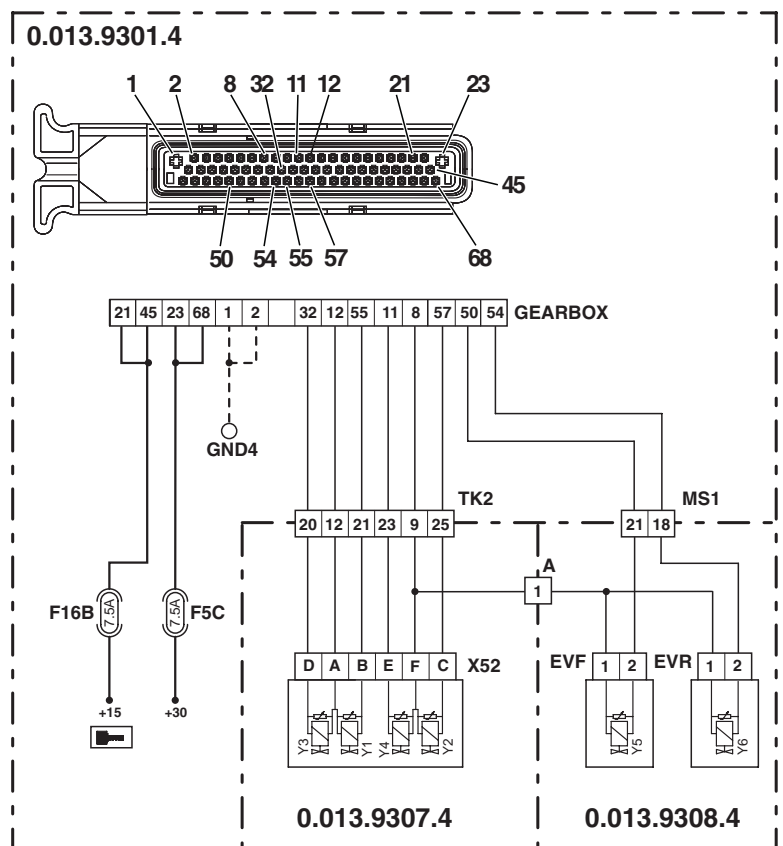 0.013.9301.4
1 2 8 32 11 12 21 23
45
50 54 55 57 68
21 45 23 68 1 2 32 12 55 11 8 57 50 54 GEARBOX
GND4
TK2 MS1
20 12 21 23 9 25 21 18
A
1
F16B 7.5A 7.5A F5C
D A B E F C X52 EVF 1 2 EVR 1 2
+15 +30
Y3 Y1 Y4 Y2 Y5 Y6
0.013.9307.4 0.013.9308.4